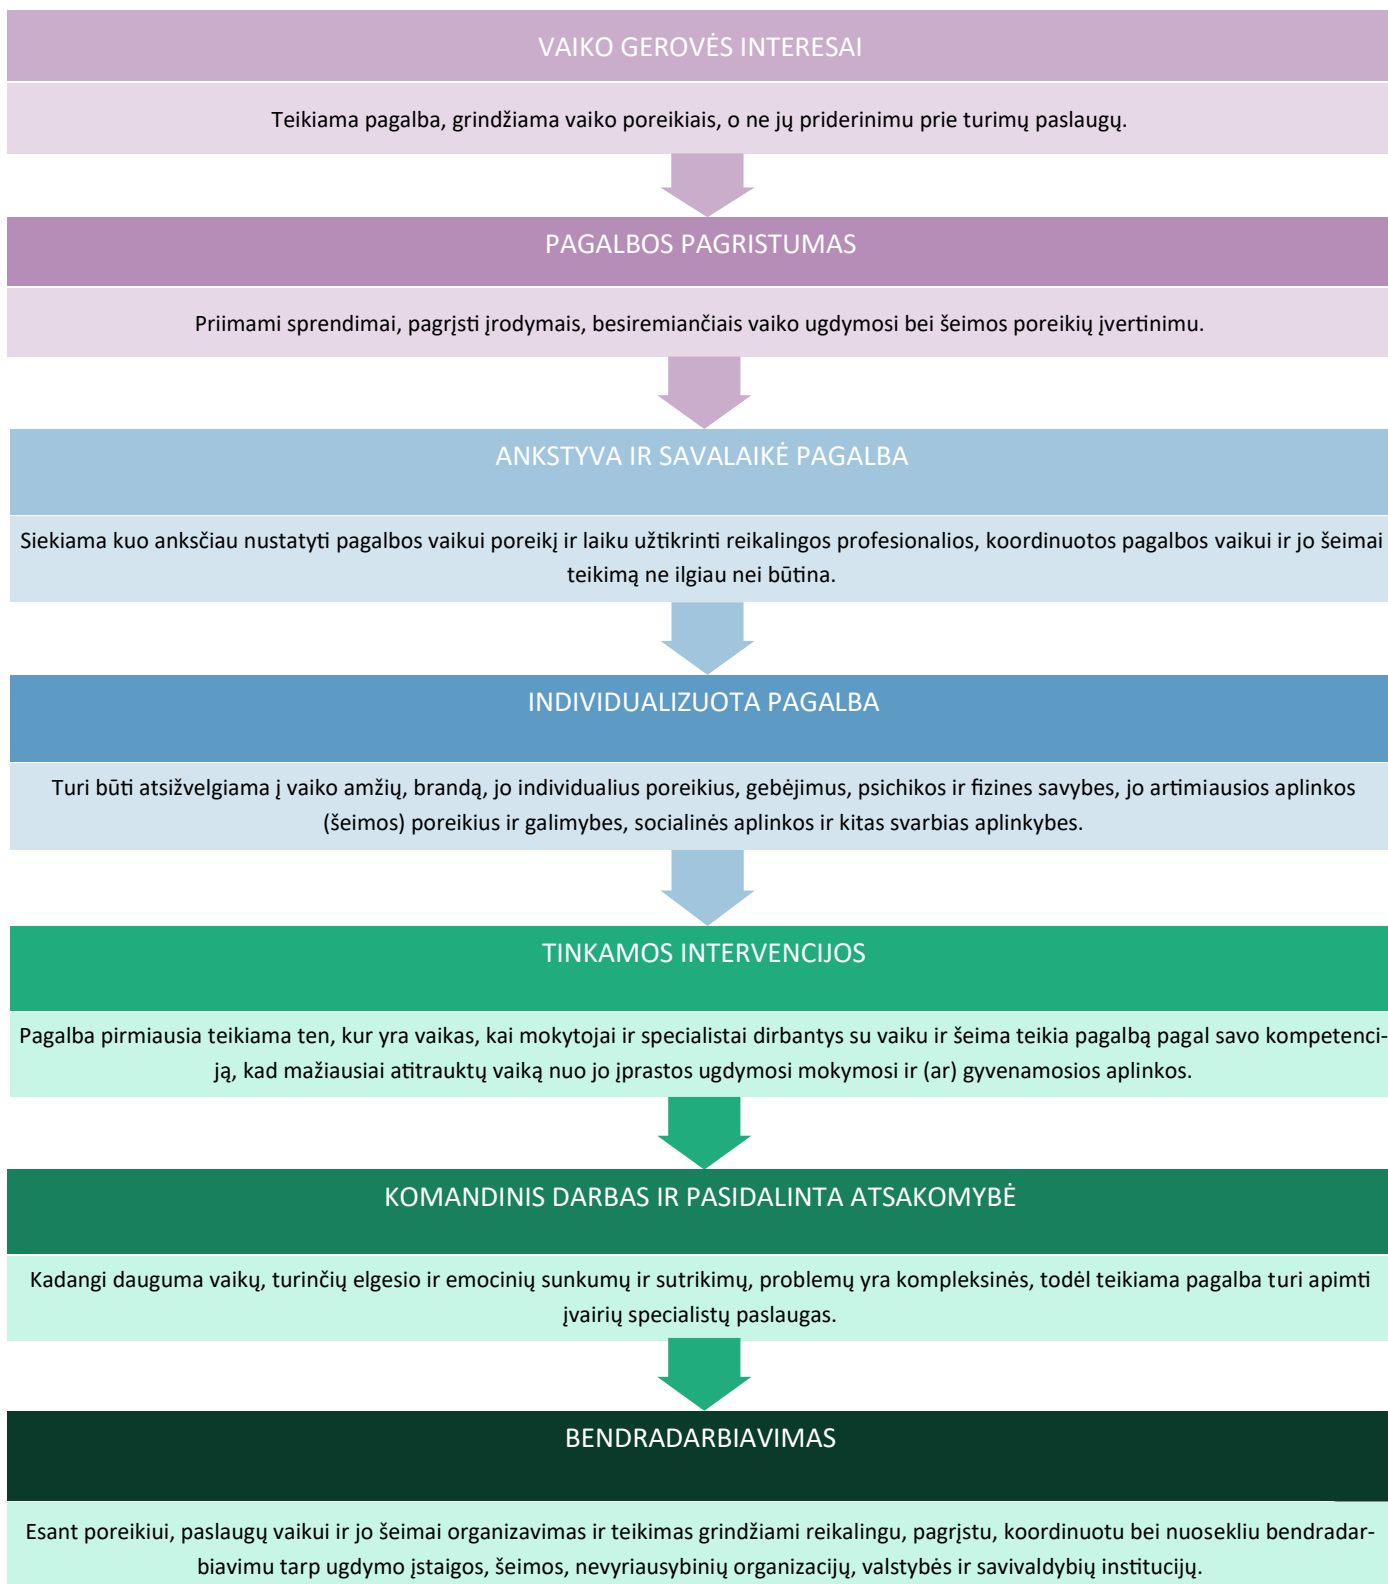 VAIKO GEROVĖS INTERESAI
Teikiama pagalba, grindžiama vaiko poreikiais, o ne jų priderinimu prie turimų paslaugų.
PAGALBOS PAGRISTUMAS
Priimami sprendimai, pagrįsti įrodymais, besiremiančiais vaiko ugdymosi bei šeimos poreikių įvertinimu.
ANKSTYVA IR SAVALAIKĖ PAGALBA
Siekiama kuo anksčiau nustatyti pagalbos vaikui poreikį ir laiku užtikrinti reikalingos profesionalios, koordinuotos pagalbos vaikui ir jo šeimai
teikimą ne ilgiau nei būtina.
INDIVIDUALIZUOTA PAGALBA
Turi būti atsižvelgiama į vaiko amžių, brandą, jo individualius poreikius, gebėjimus, psichikos ir fizines savybes, jo artimiausios aplinkos
(šeimos) poreikius ir galimybes, socialinės aplinkos ir kitas svarbias aplinkybes.
TINKAMOS INTERVENCIJOS
Pagalba pirmiausia teikiama ten, kur yra vaikas, kai mokytojai ir specialistai dirbantys su vaiku ir šeima teikia pagalbą pagal savo kompetenci-
ją, kad mažiausiai atitrauktų vaiką nuo jo įprastos ugdymosi mokymosi ir (ar) gyvenamosios aplinkos.
KOMANDINIS DARBAS IR PASIDALINTA ATSAKOMYBĖ
Kadangi dauguma vaikų, turinčių elgesio ir emocinių sunkumų ir sutrikimų, problemų yra kompleksinės, todėl teikiama pagalba turi apimti
įvairių specialistų paslaugas.
BENDRADARBIAVIMAS
Esant poreikiui, paslaugų vaikui ir jo šeimai organizavimas ir teikimas grindžiami reikalingu, pagrįstu, koordinuotu bei nuosekliu bendradar-
biavimu tarp ugdymo įstaigos, šeimos, nevyriausybinių organizacijų, valstybės ir savivaldybių institucijų.